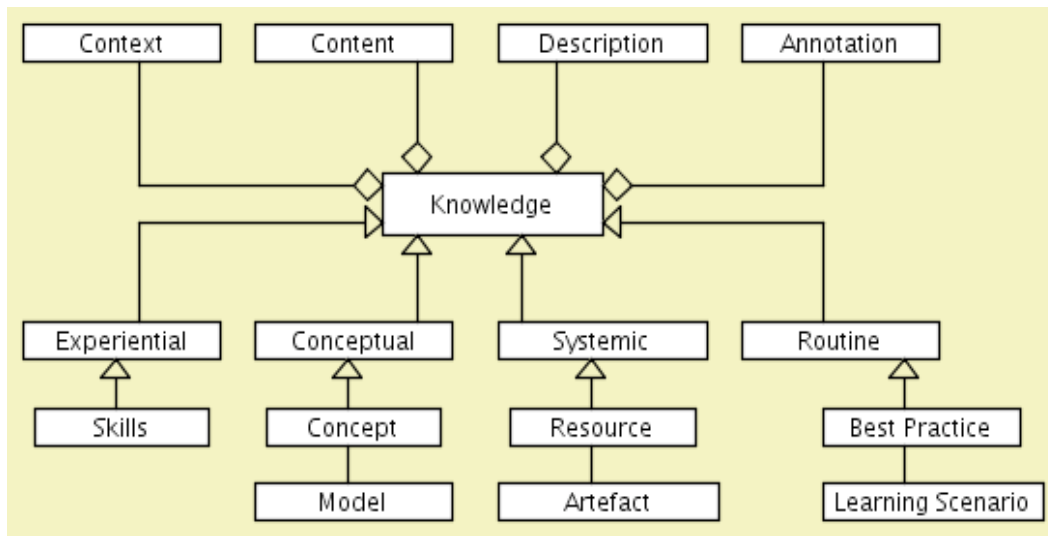 Context
Content
Description
Annotation
Knowledge
Experiential
Conceptual
Systemic
Routine
Skills
Concept
Resource
Best Practice
Model
Artefact
Learning Scenario